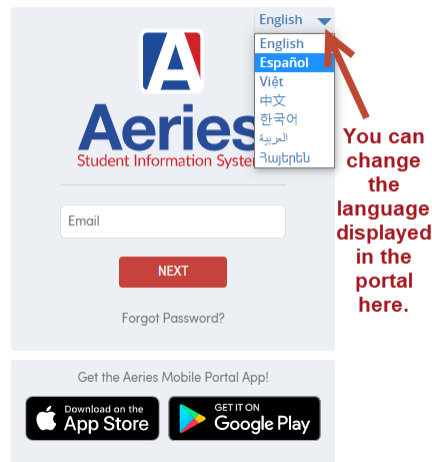 English
English
Español
Việt
中文
한국어
العربية
Հայերեն
Aeries
Student Information System
Email
NEXT
Forgot Password?
You can
change
the
language
displayed
in the
portal
here.
Get the Aeries Mobile Portal App!
Download on the
App Store
GET IT ON
Google Play